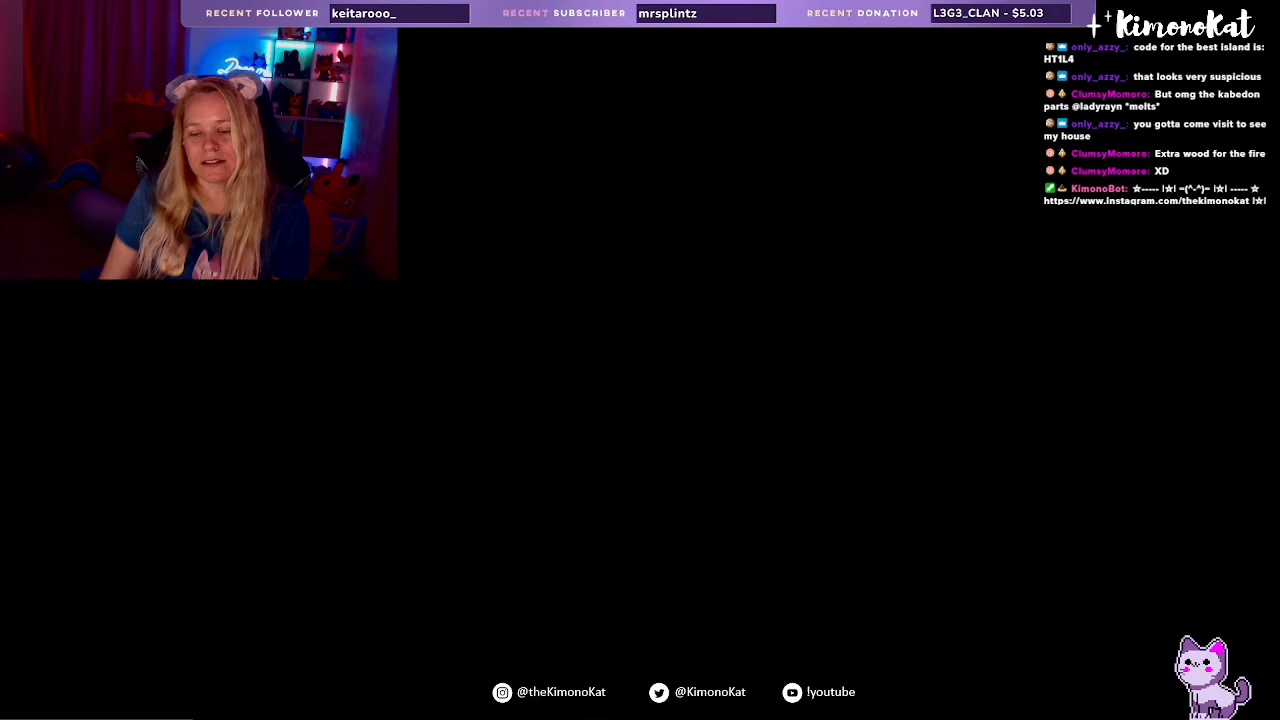 RECENT FOLLOWER keitarooo_ RECENT SUBSCRIBER mrsplintz RECENT DONATION L3G3_CLAN - $5.03
KimonoKat
only_azzy_: code for the best island is:
HT1L4
only_azzy_: that looks very suspicious
ClumsyMomoro: But omg the kabedon
parts @ladyrayn *melts*
only_azzy_: you gotta come visit to see
my house
ClumsyMomoro: Extra wood for the fire
ClumsyMomoro: XD
KimonoBot: ☆----- |☆| =(^-^)= |☆| ----- ☆
https://www.instagram.com/thekimonokat |☆|
@theKimonoKat @KimonoKat !youtube